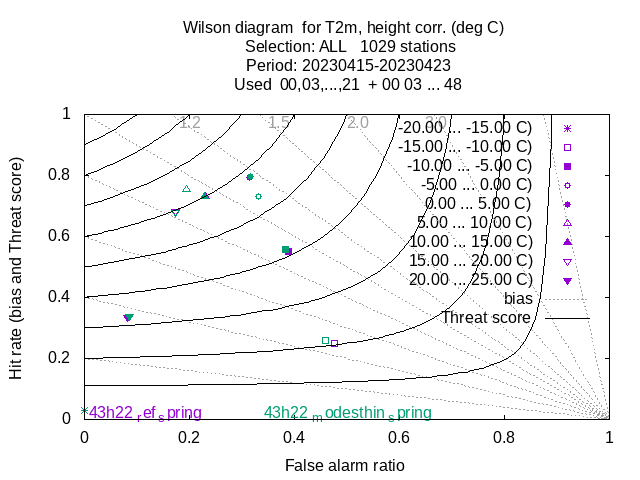 Wilson diagram  for T2m, height corr. (deg C)
Selection: ALL   1029 stations
Period: 20230415-20230423
Used  00,03,...,21  + 00 03 ... 48
Hit rate (bias and Threat score)
1
0.8
0.6
0.4
0.2
0
1.2
1.5
2.0
3.0
-20.00 ... -15.00 C)
-15.00 ... -10.00 C)
-10.00 ... -5.00 C)
-5.00 ... 0.00 C)
0.00 ... 5.00 C)
5.00 ... 10.00 C)
10.00 ... 15.00 C)
15.00 ... 20.00 C)
20.00 ... 25.00 C)
bias
Threat score
43h22_ref_spring 43h22_modesthin_spring
0 0.2 0.4 0.6 0.8 1
False alarm ratio